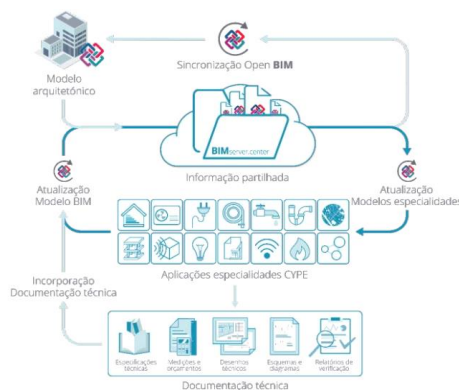 Modelo
arquitetónico
Sincronização Open BIM
BIMserver.center
Informação partilhada
Atualização
Modelo BIM
Atualização
Modelos especialidades
Aplicações especialidades CYPE
Incorporação
Documentação técnica
Especificações
técnicas
Medições e
orçamentos
Desenhos
técnicos
Esquemas e
diagramas
Relatórios de
verificação
Documentação técnica